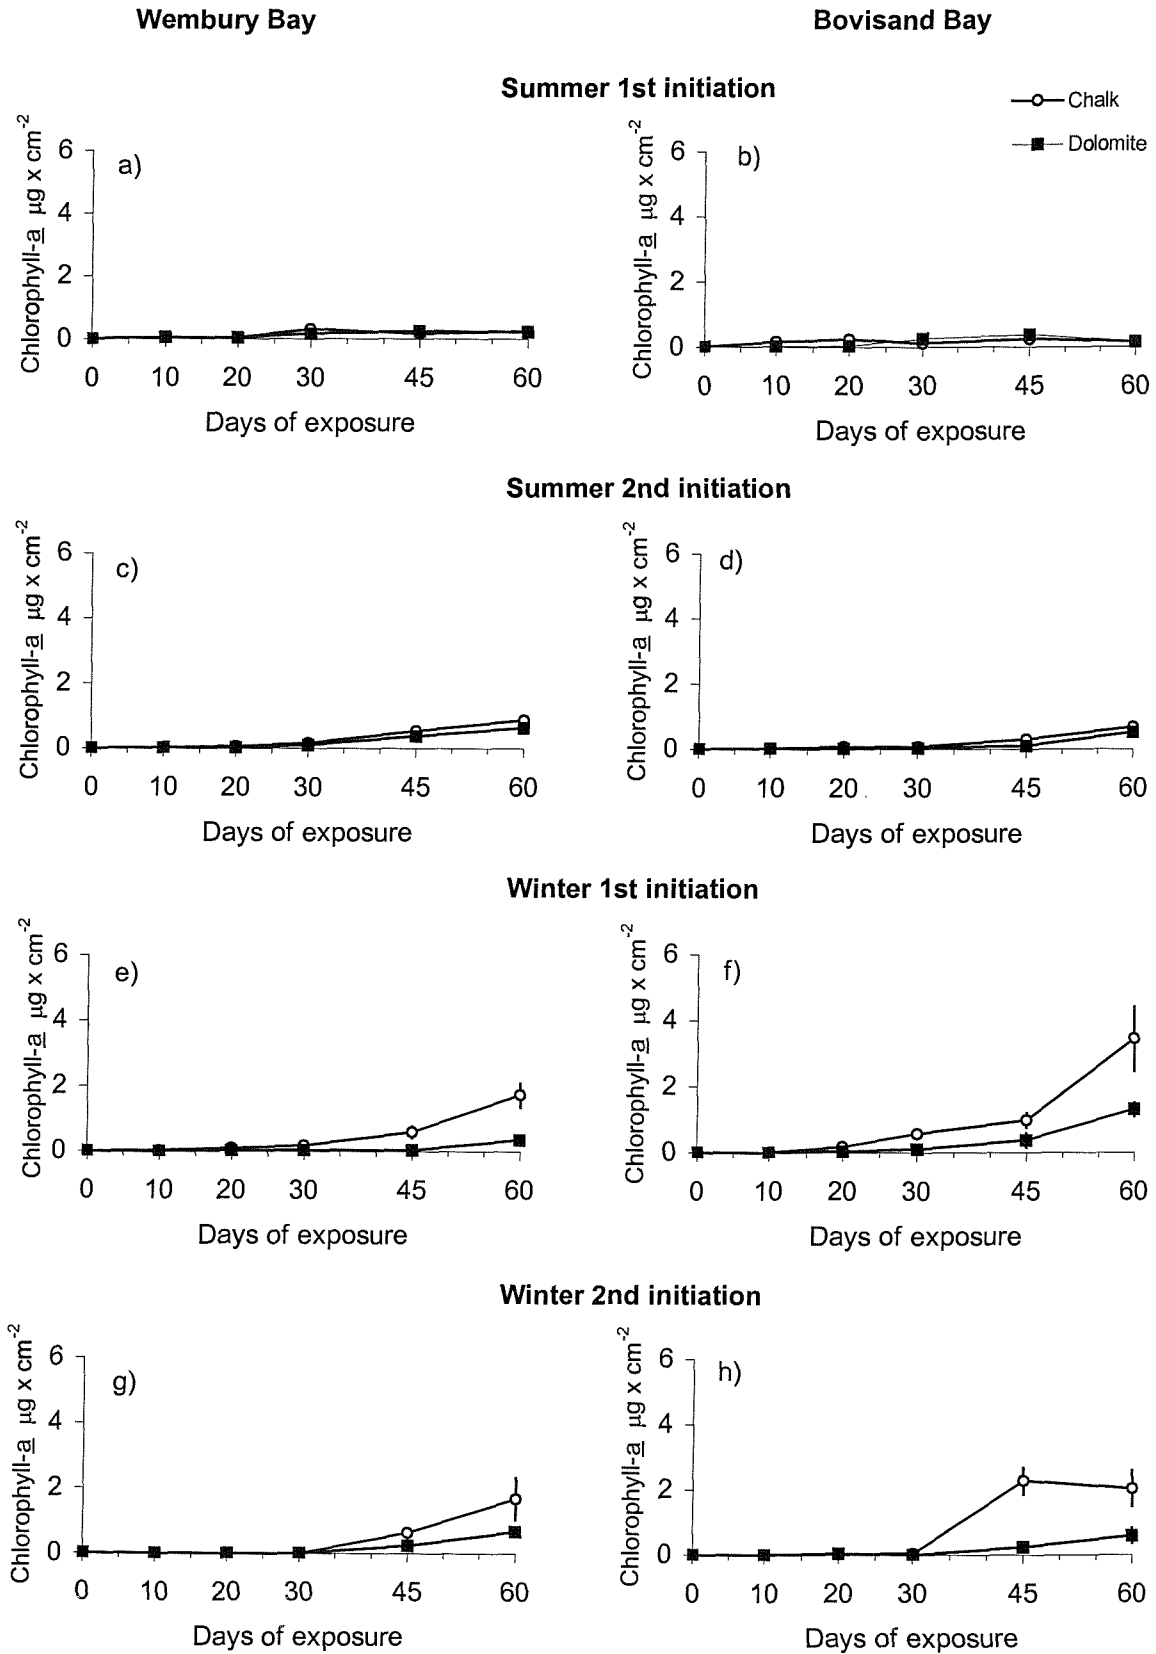 Wembury Bay Bovisand Bay
Summer 1st initiation
Chalk
Dolomite
a)
Chlorophyll-a µg x cm-2
6
4
2
0
0 10 20 30 45 60
Days of exposure
b)
Chlorophyll-a µg x cm-2
6
4
2
0
0 10 20 30 45 60
Days of exposure
Summer 2nd initiation
c)
Chlorophyll-a µg x cm-2
6
4
2
0
0 10 20 30 45 60
Days of exposure
d)
Chlorophyll-a µg x cm-2
6
4
2
0
0 10 20 30 45 60
Days of exposure
Winter 1st initiation
e)
Chlorophyll-a µg x cm-2
6
4
2
0
0 10 20 30 45 60
Days of exposure
f)
Chlorophyll-a µg x cm-2
6
4
2
0
0 10 20 30 45 60
Days of exposure
Winter 2nd initiation
g)
Chlorophyll-a µg x cm-2
6
4
2
0
0 10 20 30 45 60
Days of exposure
h)
Chlorophyll-a µg x cm-2
6
4
2
0
0 10 20 30 45 60
Days of exposure